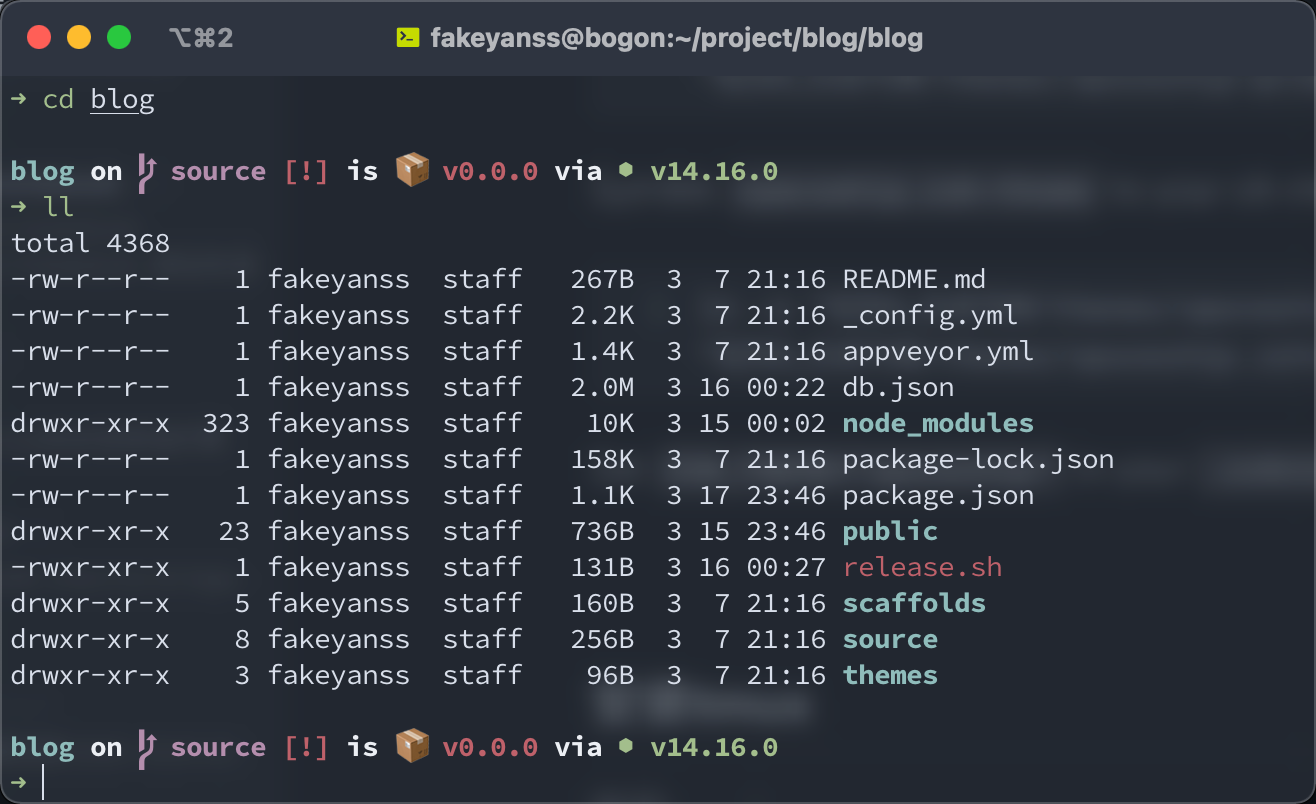 ⌥⌘2 fakeyanss@bogon:~/project/blog/blog
➜ cd blog
blog on source [!] is 📦 v0.0.0 via ⬢ v14.16.0
➜ ll
total 4368
-rw-r--r--    1 fakeyanss  staff   267B  3  7 21:16 README.md
-rw-r--r--    1 fakeyanss  staff   2.2K  3  7 21:16 _config.yml
-rw-r--r--    1 fakeyanss  staff   1.4K  3  7 21:16 appveyor.yml
-rw-r--r--    1 fakeyanss  staff   2.0M  3 16 00:22 db.json
drwxr-xr-x  323 fakeyanss  staff    10K  3 15 00:02 node_modules
-rw-r--r--    1 fakeyanss  staff   158K  3  7 21:16 package-lock.json
-rw-r--r--    1 fakeyanss  staff   1.1K  3 17 23:46 package.json
drwxr-xr-x   23 fakeyanss  staff   736B  3 15 23:46 public
-rwxr-xr-x    1 fakeyanss  staff   131B  3 16 00:27 release.sh
drwxr-xr-x    5 fakeyanss  staff   160B  3  7 21:16 scaffolds
drwxr-xr-x    8 fakeyanss  staff   256B  3  7 21:16 source
drwxr-xr-x    3 fakeyanss  staff    96B  3  7 21:16 themes
blog on source [!] is 📦 v0.0.0 via ⬢ v14.16.0
➜